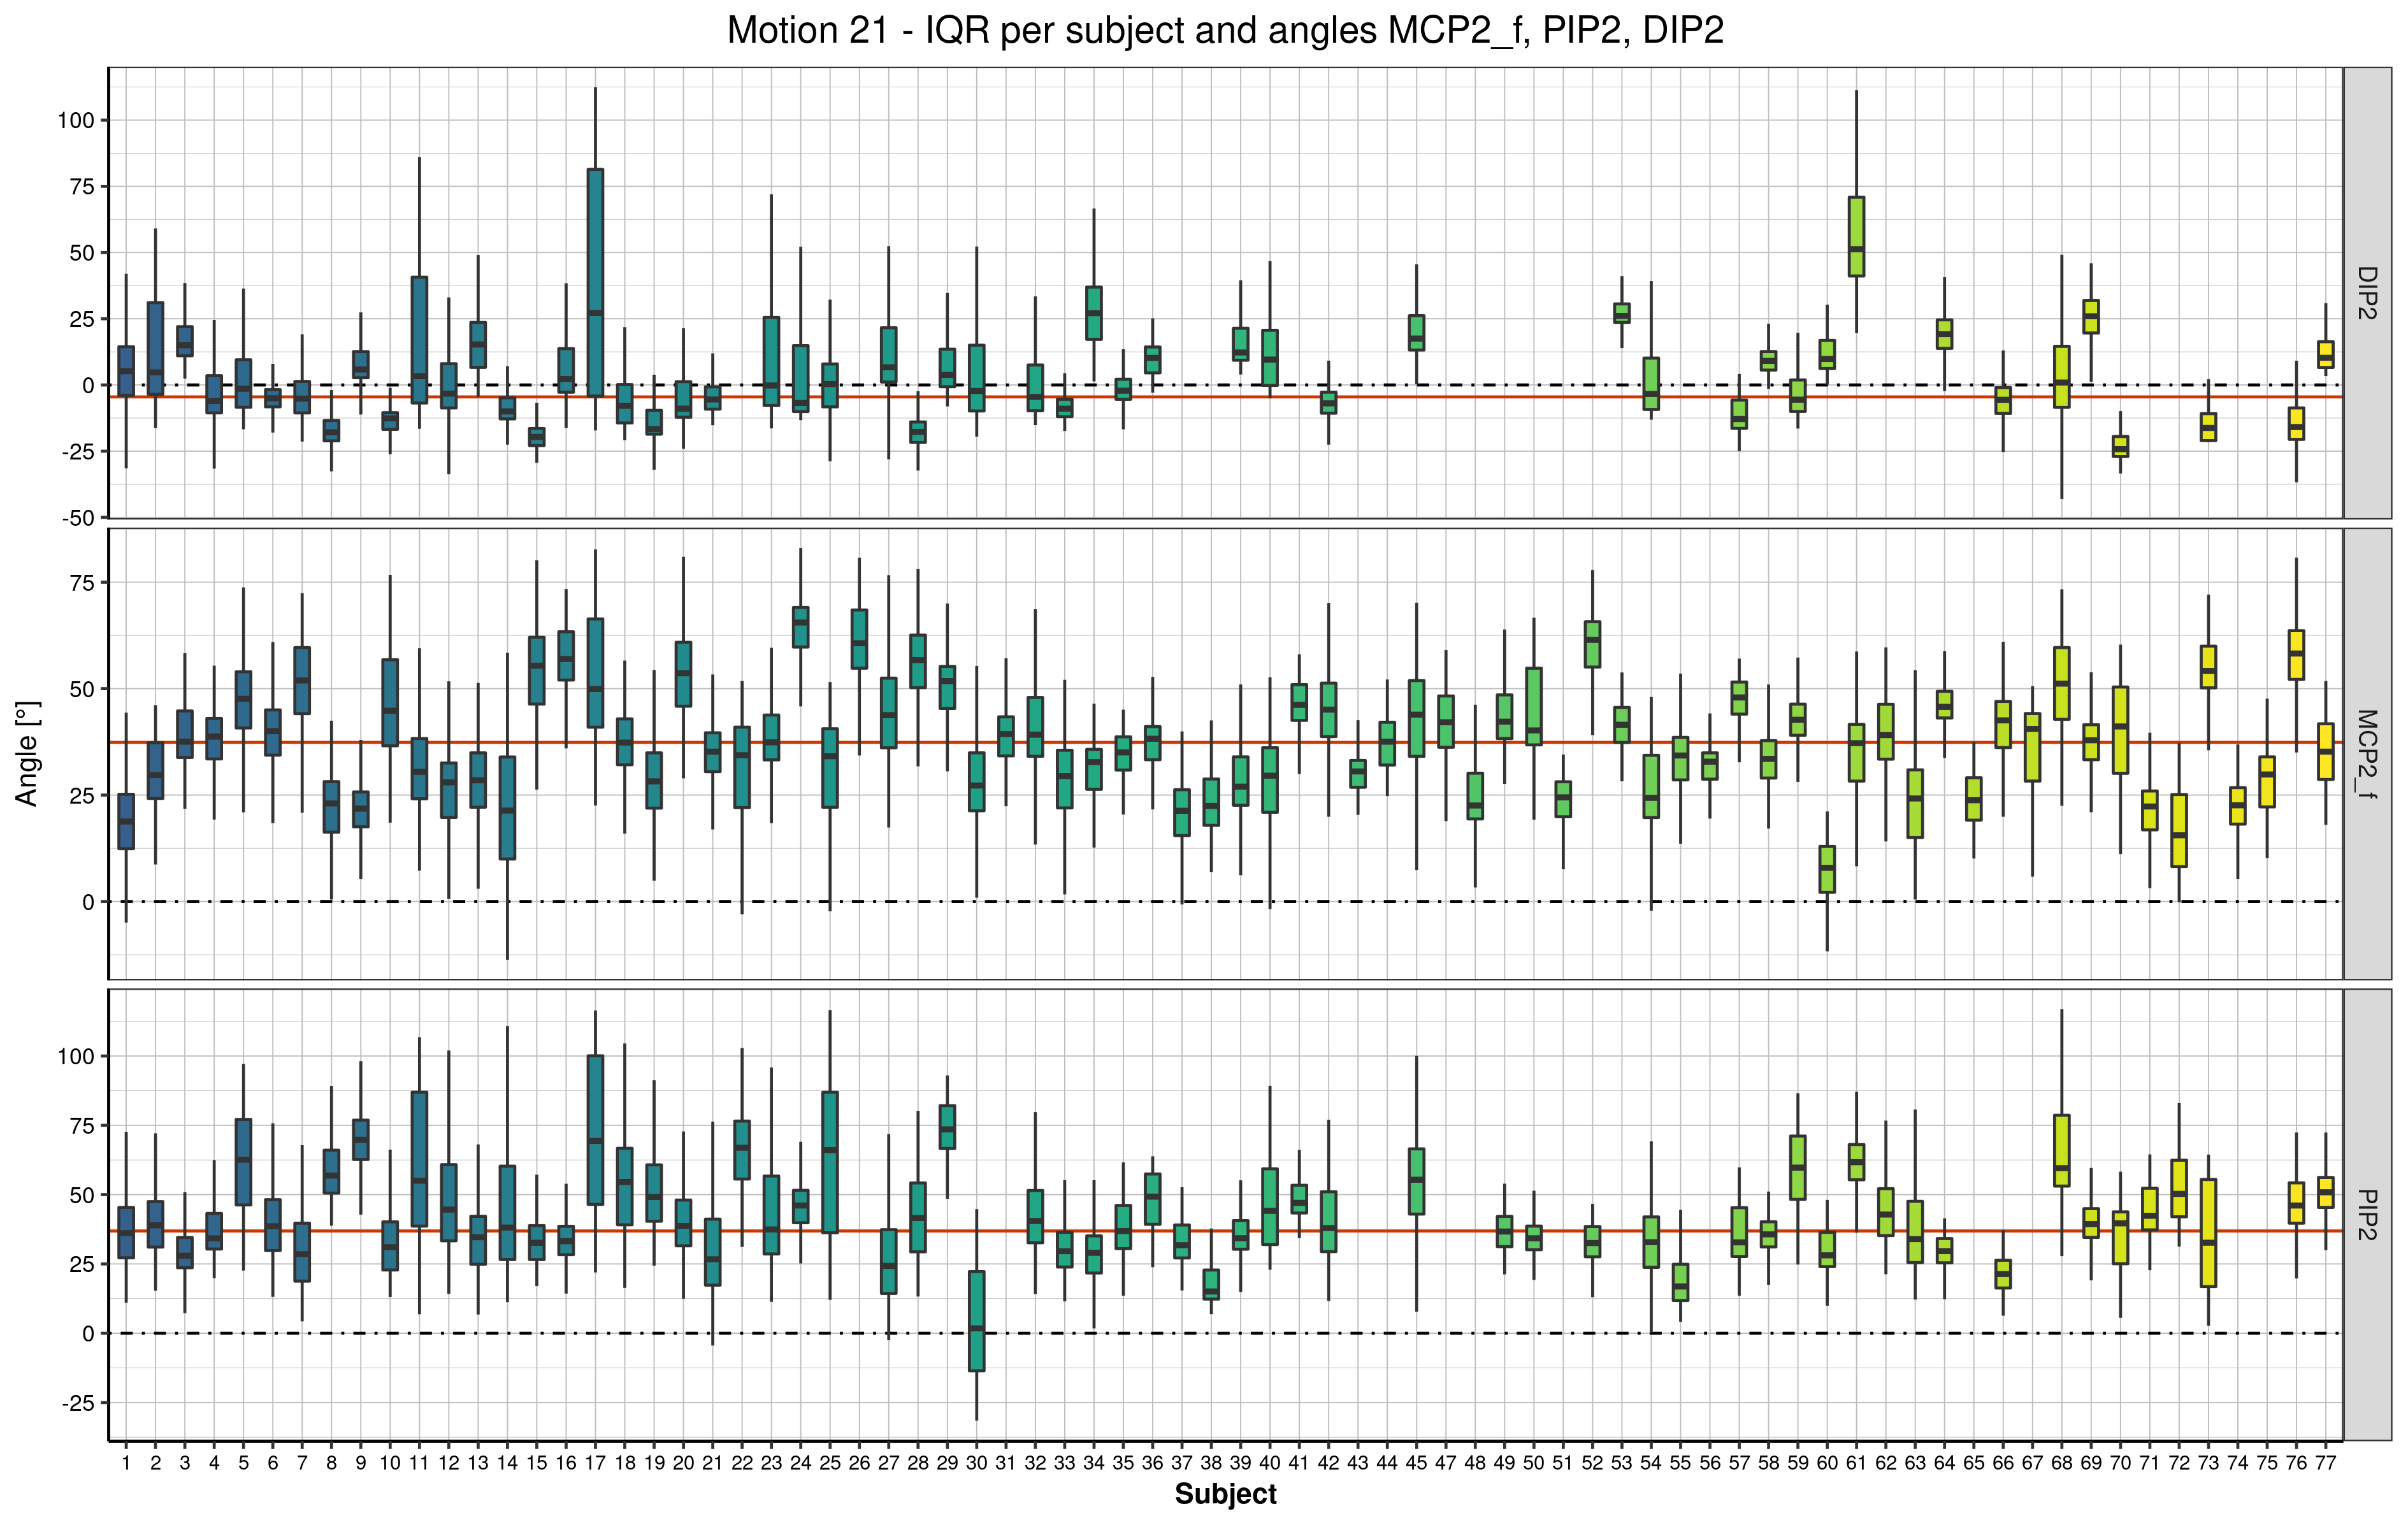 Motion 21 - IQR per subject and angles MCP2_f, PIP2, DIP2
100
75
50
25
0
-25
-50
DIP2
75
50
25
0
MCP2_f
100
75
50
25
0
-25
PIP2
Angle [°]
1 2 3 4 5 6 7 8 9 10 11 12 13 14 15 16 17 18 19 20 21 22 23 24 25 26 27 28 29 30 31 32 33 34 35 36 37 38 39 40 41 42 43 44 45 47 48 49 50 51 52 53 54 55 56 57 58 59 60 61 62 63 64 65 66 67 68 69 70 71 72 73 74 75 76 77
Subject